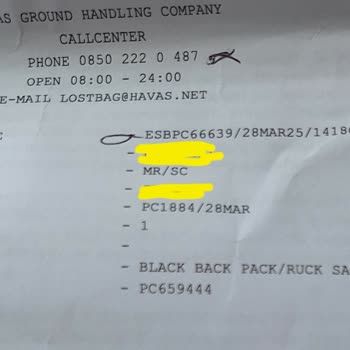 AS GROUND HANDLING COMPANY
CALLCENTER
PHONE 0850 222 0 487
OPEN 08:00 - 24:00
E-MAIL LOSTBAG@HAVAS.NET
E ESBPC66639/28MAR25/1418
-
- MR/SC
-
- PC1884/28MAR
- 1
-
- BLACK BACK PACK/RUCK SA
- PC659444